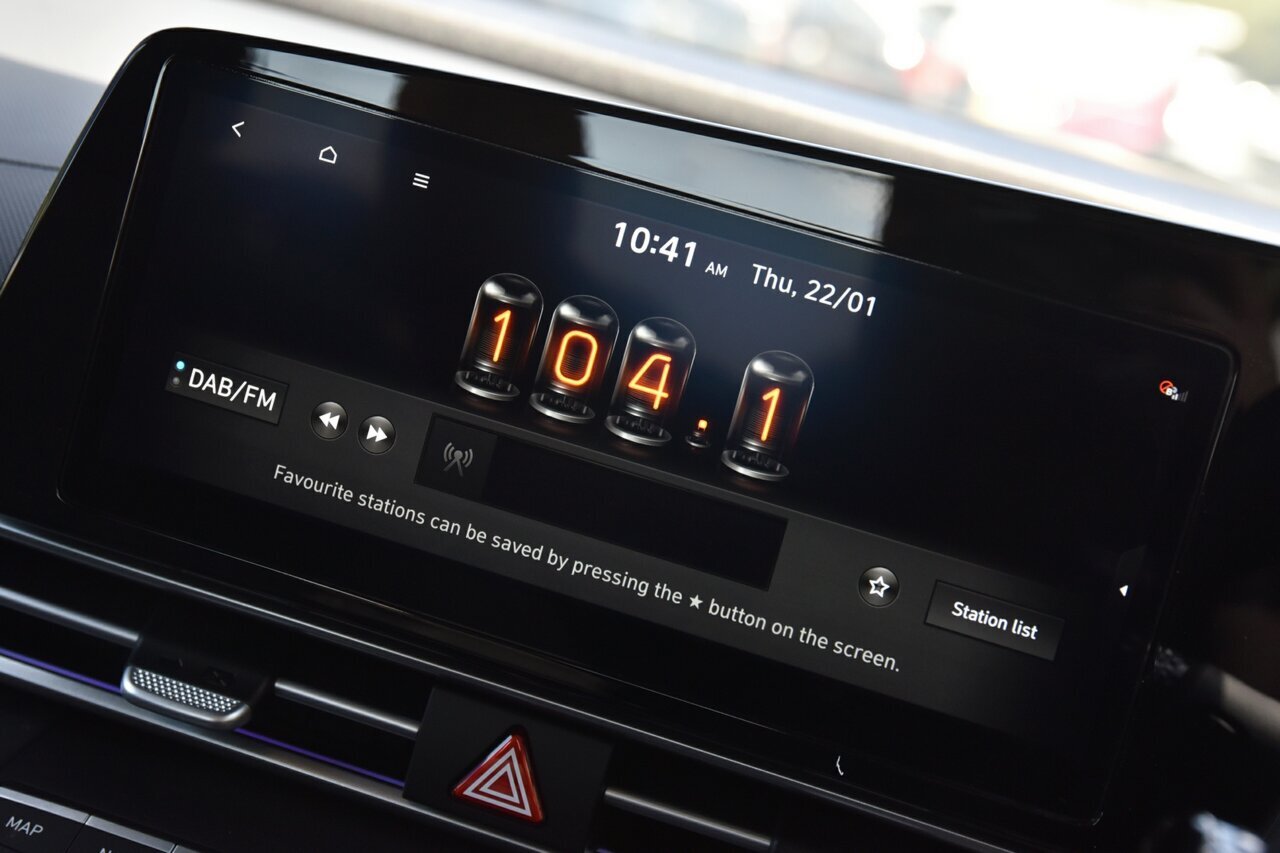 10:41 AM Thu, 22/01
104.1
DAB/FM
Favourite stations can be saved by pressing the ★ button on the screen.
Station list
MAP